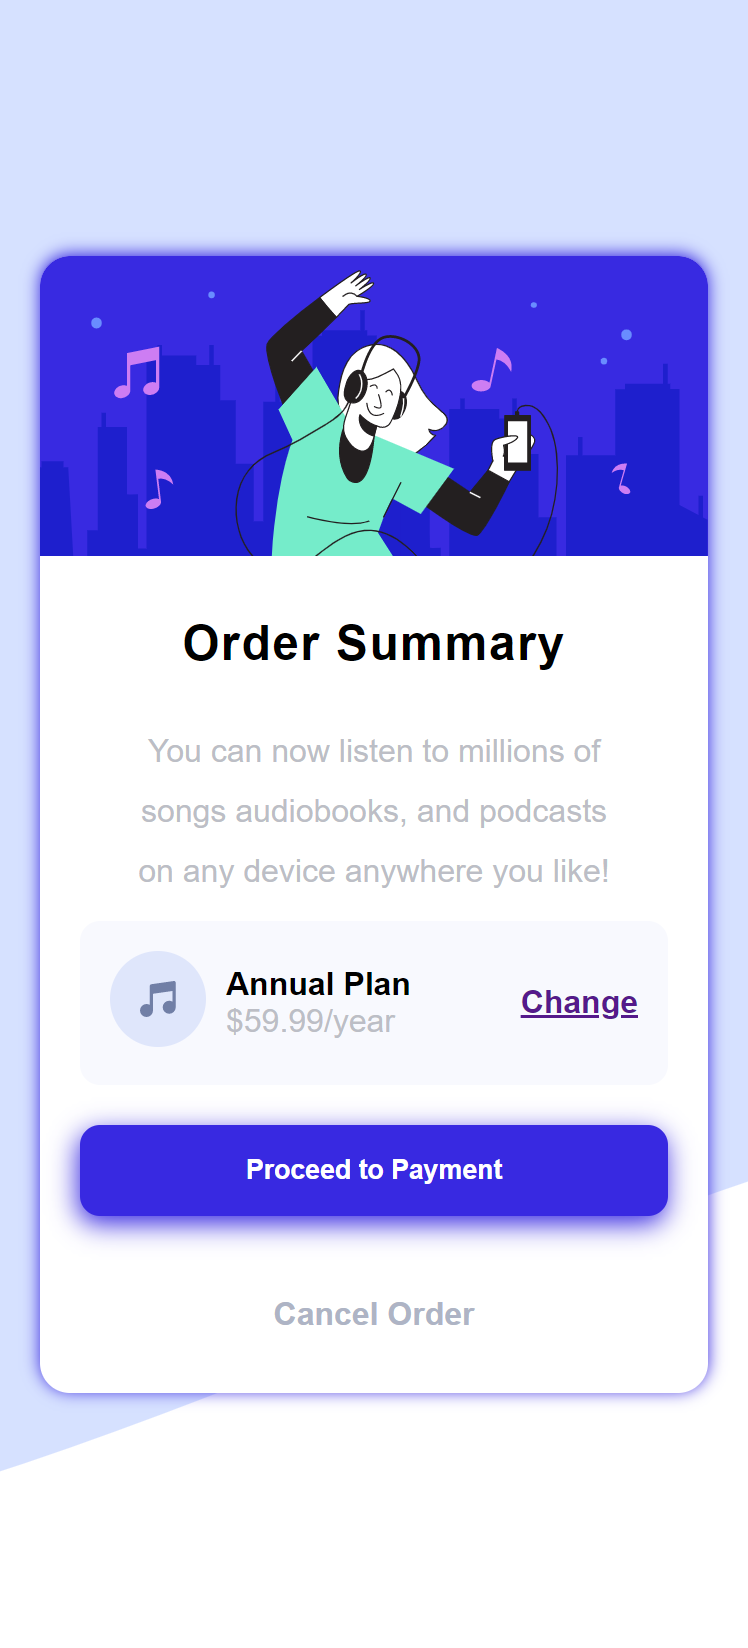 Order Summary
You can now listen to millions of
songs audiobooks, and podcasts
on any device anywhere you like!
Annual Plan
$59.99/year
Change
Proceed to Payment
Cancel Order